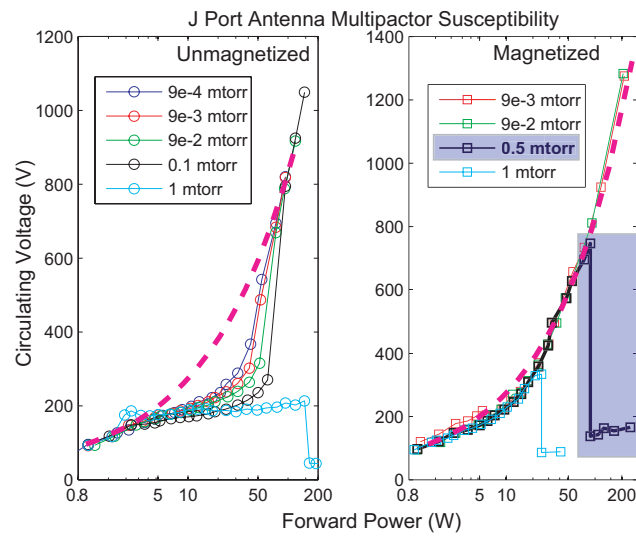 J Port Antenna Multipactor Susceptibility
Unmagnetized
9e-4 mtorr
9e-3 mtorr
9e-2 mtorr
0.1 mtorr
1 mtorr
Circulating Voltage (V)
1200
1000
800
600
400
200
0
0.8
5
10
50
200
Magnetized
9e-3 mtorr
9e-2 mtorr
0.5 mtorr
1 mtorr
1400
1200
1000
800
600
400
200
0
0.8
5
10
50
200
Forward Power (W)